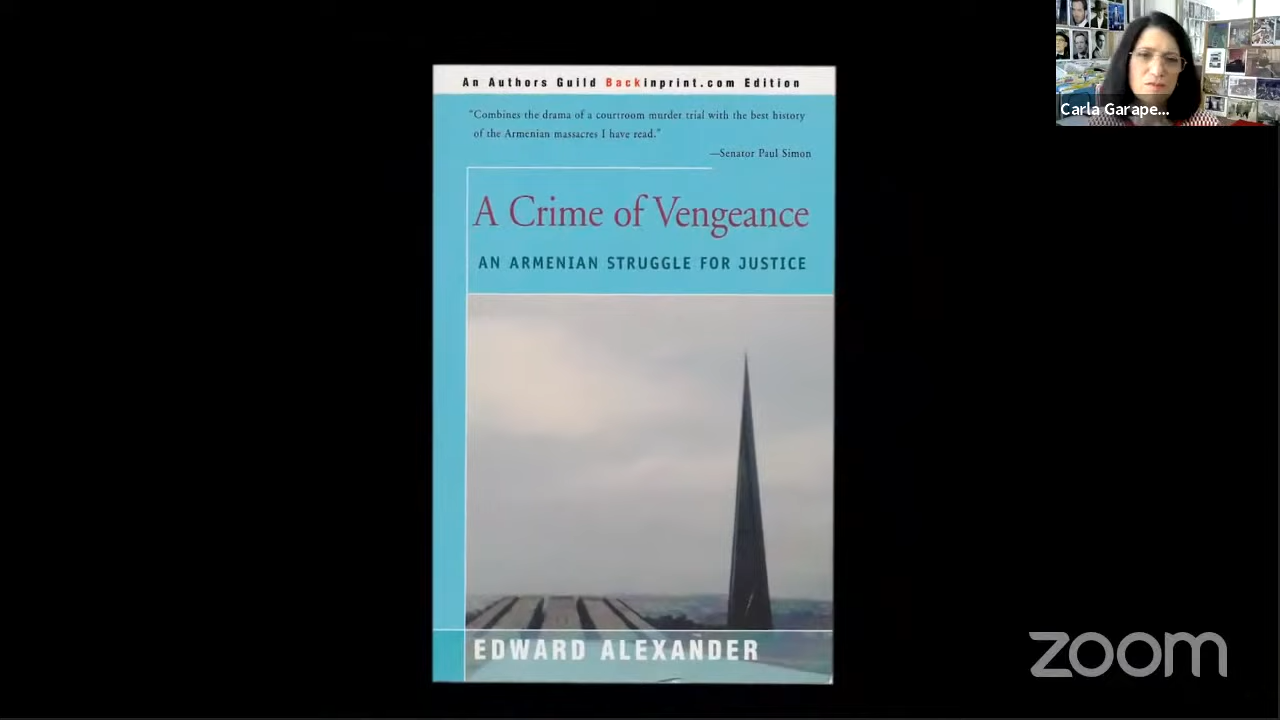 An Authors Guild Backinprint.com Edition
"Combines the drama of a courtroom murder trial with the best history
of the Armenian massacres I have read."
—Senator Paul Simon
A Crime of Vengeance
AN ARMENIAN STRUGGLE FOR JUSTICE
EDWARD ALEXANDER
Carla Garape...
zoom